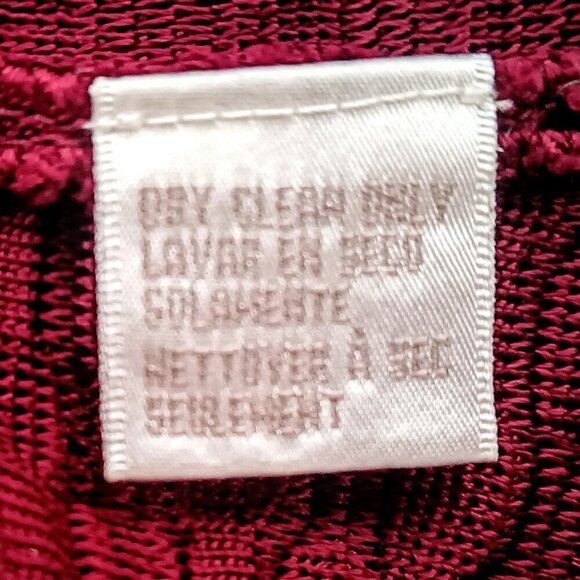 DRY CLEAN ONLY
LAVAR EN SECO
SOLAMENTE
NETTOYER À SEC
SEULEMENT